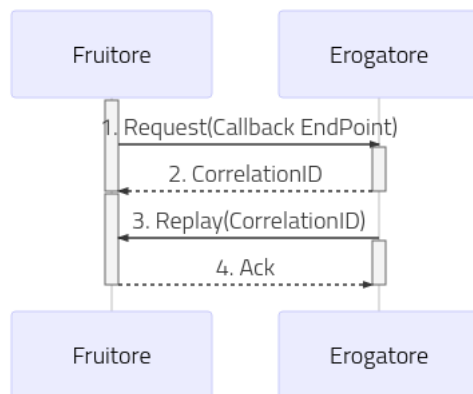 Fruitore Erogatore
1. Request(Callback EndPoint)
2. CorrelationID
3. Replay(CorrelationID)
4. Ack
Fruitore Erogatore